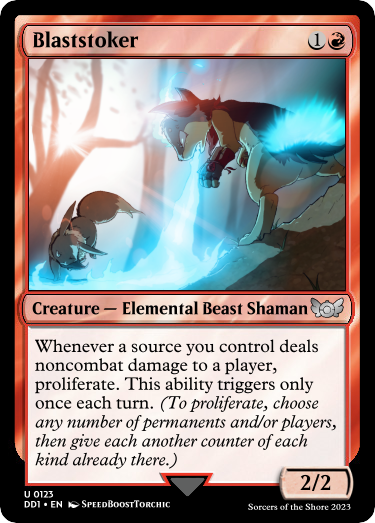 Blaststoker 1
Creature — Elemental Beast Shaman
Whenever a source you control deals
noncombat damage to a player,
proliferate. This ability triggers only
once each turn. (To proliferate, choose
any number of permanents and/or players,
then give each another counter of each
kind already there.)
2/2
U 0123
DD1 • EN SpeedBoostTorchic
Sorcers of the Shore 2023